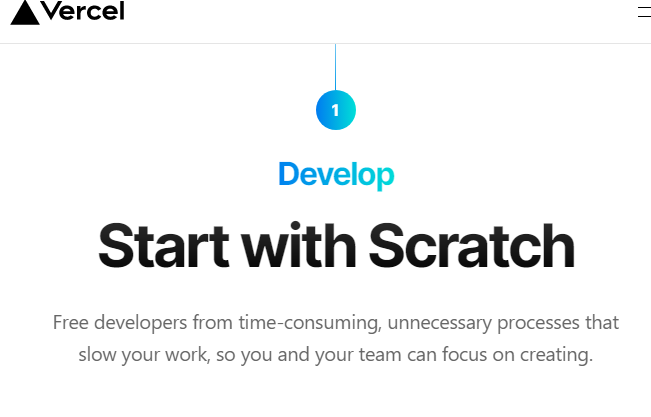 Vercel
1
Develop
Start with Scratch
Free developers from time-consuming, unnecessary processes that
slow your work, so you and your team can focus on creating.